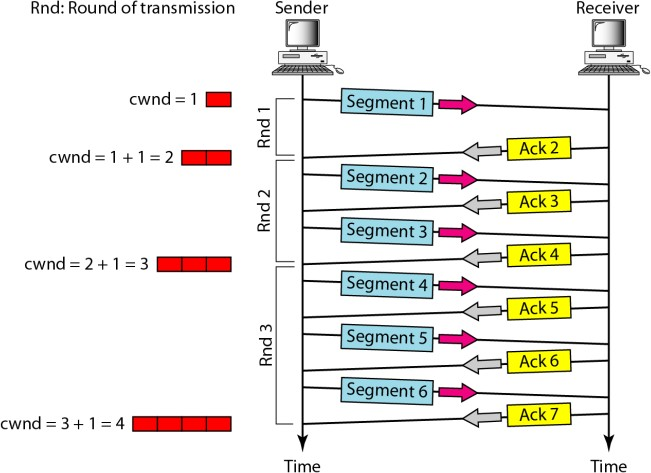 Rnd: Round of transmission
Sender
Receiver
cwnd = 1
Rnd 1
Segment 1
Ack 2
cwnd = 1 + 1 = 2
Rnd 2
Segment 2
Ack 3
Segment 3
Ack 4
cwnd = 2 + 1 = 3
Rnd 3
Segment 4
Ack 5
Segment 5
Ack 6
Segment 6
Ack 7
cwnd = 3 + 1 = 4
Time
Time